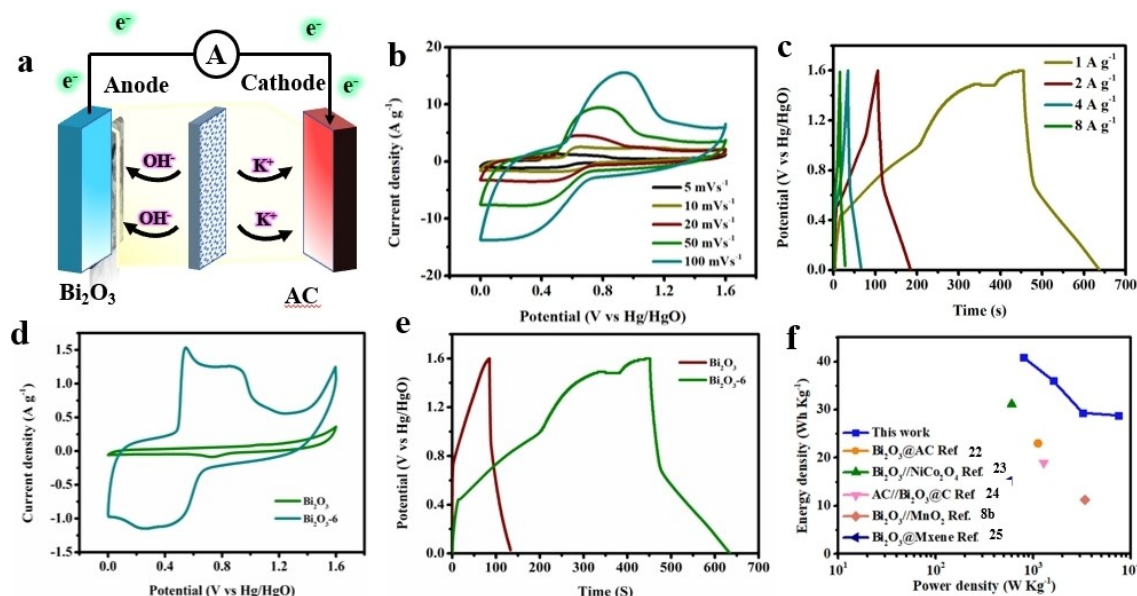 a
e⁻
e⁻
A
e⁻
e⁻
Anode
Cathode
OH⁻
K⁺
OH⁻
K⁺
Bi₂O₃
AC
b
Current density (A g⁻¹)
20
10
0
-10
-20
0.0 0.4 0.8 1.2 1.6
Potential (V vs Hg/HgO)
5 mVs⁻¹
10 mVs⁻¹
20 mVs⁻¹
50 mVs⁻¹
100 mVs⁻¹
c
Potential (V vs Hg/HgO)
2.0
1.6
1.2
0.8
0.4
0.0
0 100 200 300 400 500 600 700
Time (s)
1 A g⁻¹
2 A g⁻¹
4 A g⁻¹
8 A g⁻¹
d
Current density (A g⁻¹)
1.5
1.0
0.5
0.0
-0.5
-1.0
-1.5
0.0 0.4 0.8 1.2 1.6
Potential (V vs Hg/HgO)
Bi₂O₃
Bi₂O₃-6
e
Potential (V vs Hg/HgO)
2.0
1.6
1.2
0.8
0.4
0.0
0 100 200 300 400 500 600 700
Time (S)
Bi₂O₃
Bi₂O₃-6
f
Energy density (Wh Kg⁻¹)
40
30
20
10
0
10¹ 10² 10³ 10⁴
Power density (W Kg⁻¹)
This work
Bi₂O₃@AC Ref 22
Bi₂O₃//NiCo₂O₄ Ref. 23
AC//Bi₂O₃@C Ref 24
Bi₂O₃//MnO₂ Ref. 8b
Bi₂O₃@Mxene Ref. 25